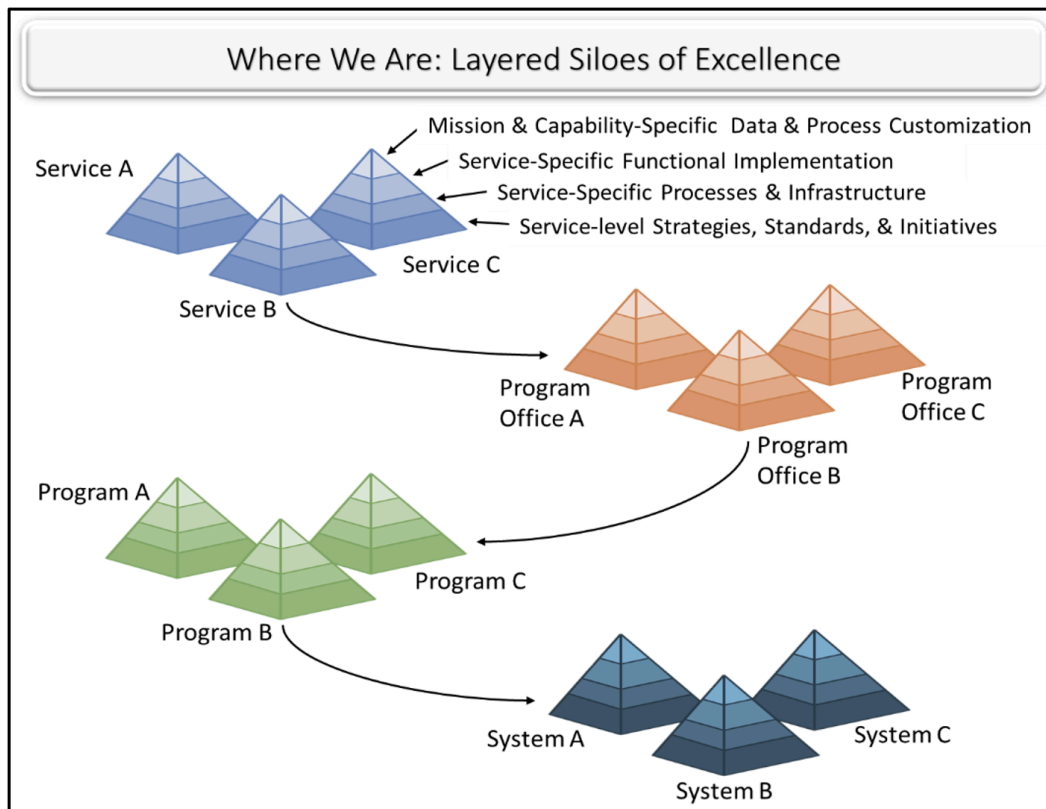 Where We Are: Layered Siloes of Excellence
Mission & Capability-Specific Data & Process Customization
Service-Specific Functional Implementation
Service-Specific Processes & Infrastructure
Service-level Strategies, Standards, & Initiatives
Service A
Service C
Service B
Program
Office A
Program
Office C
Program
Office B
Program A
Program C
Program B
System A
System C
System B